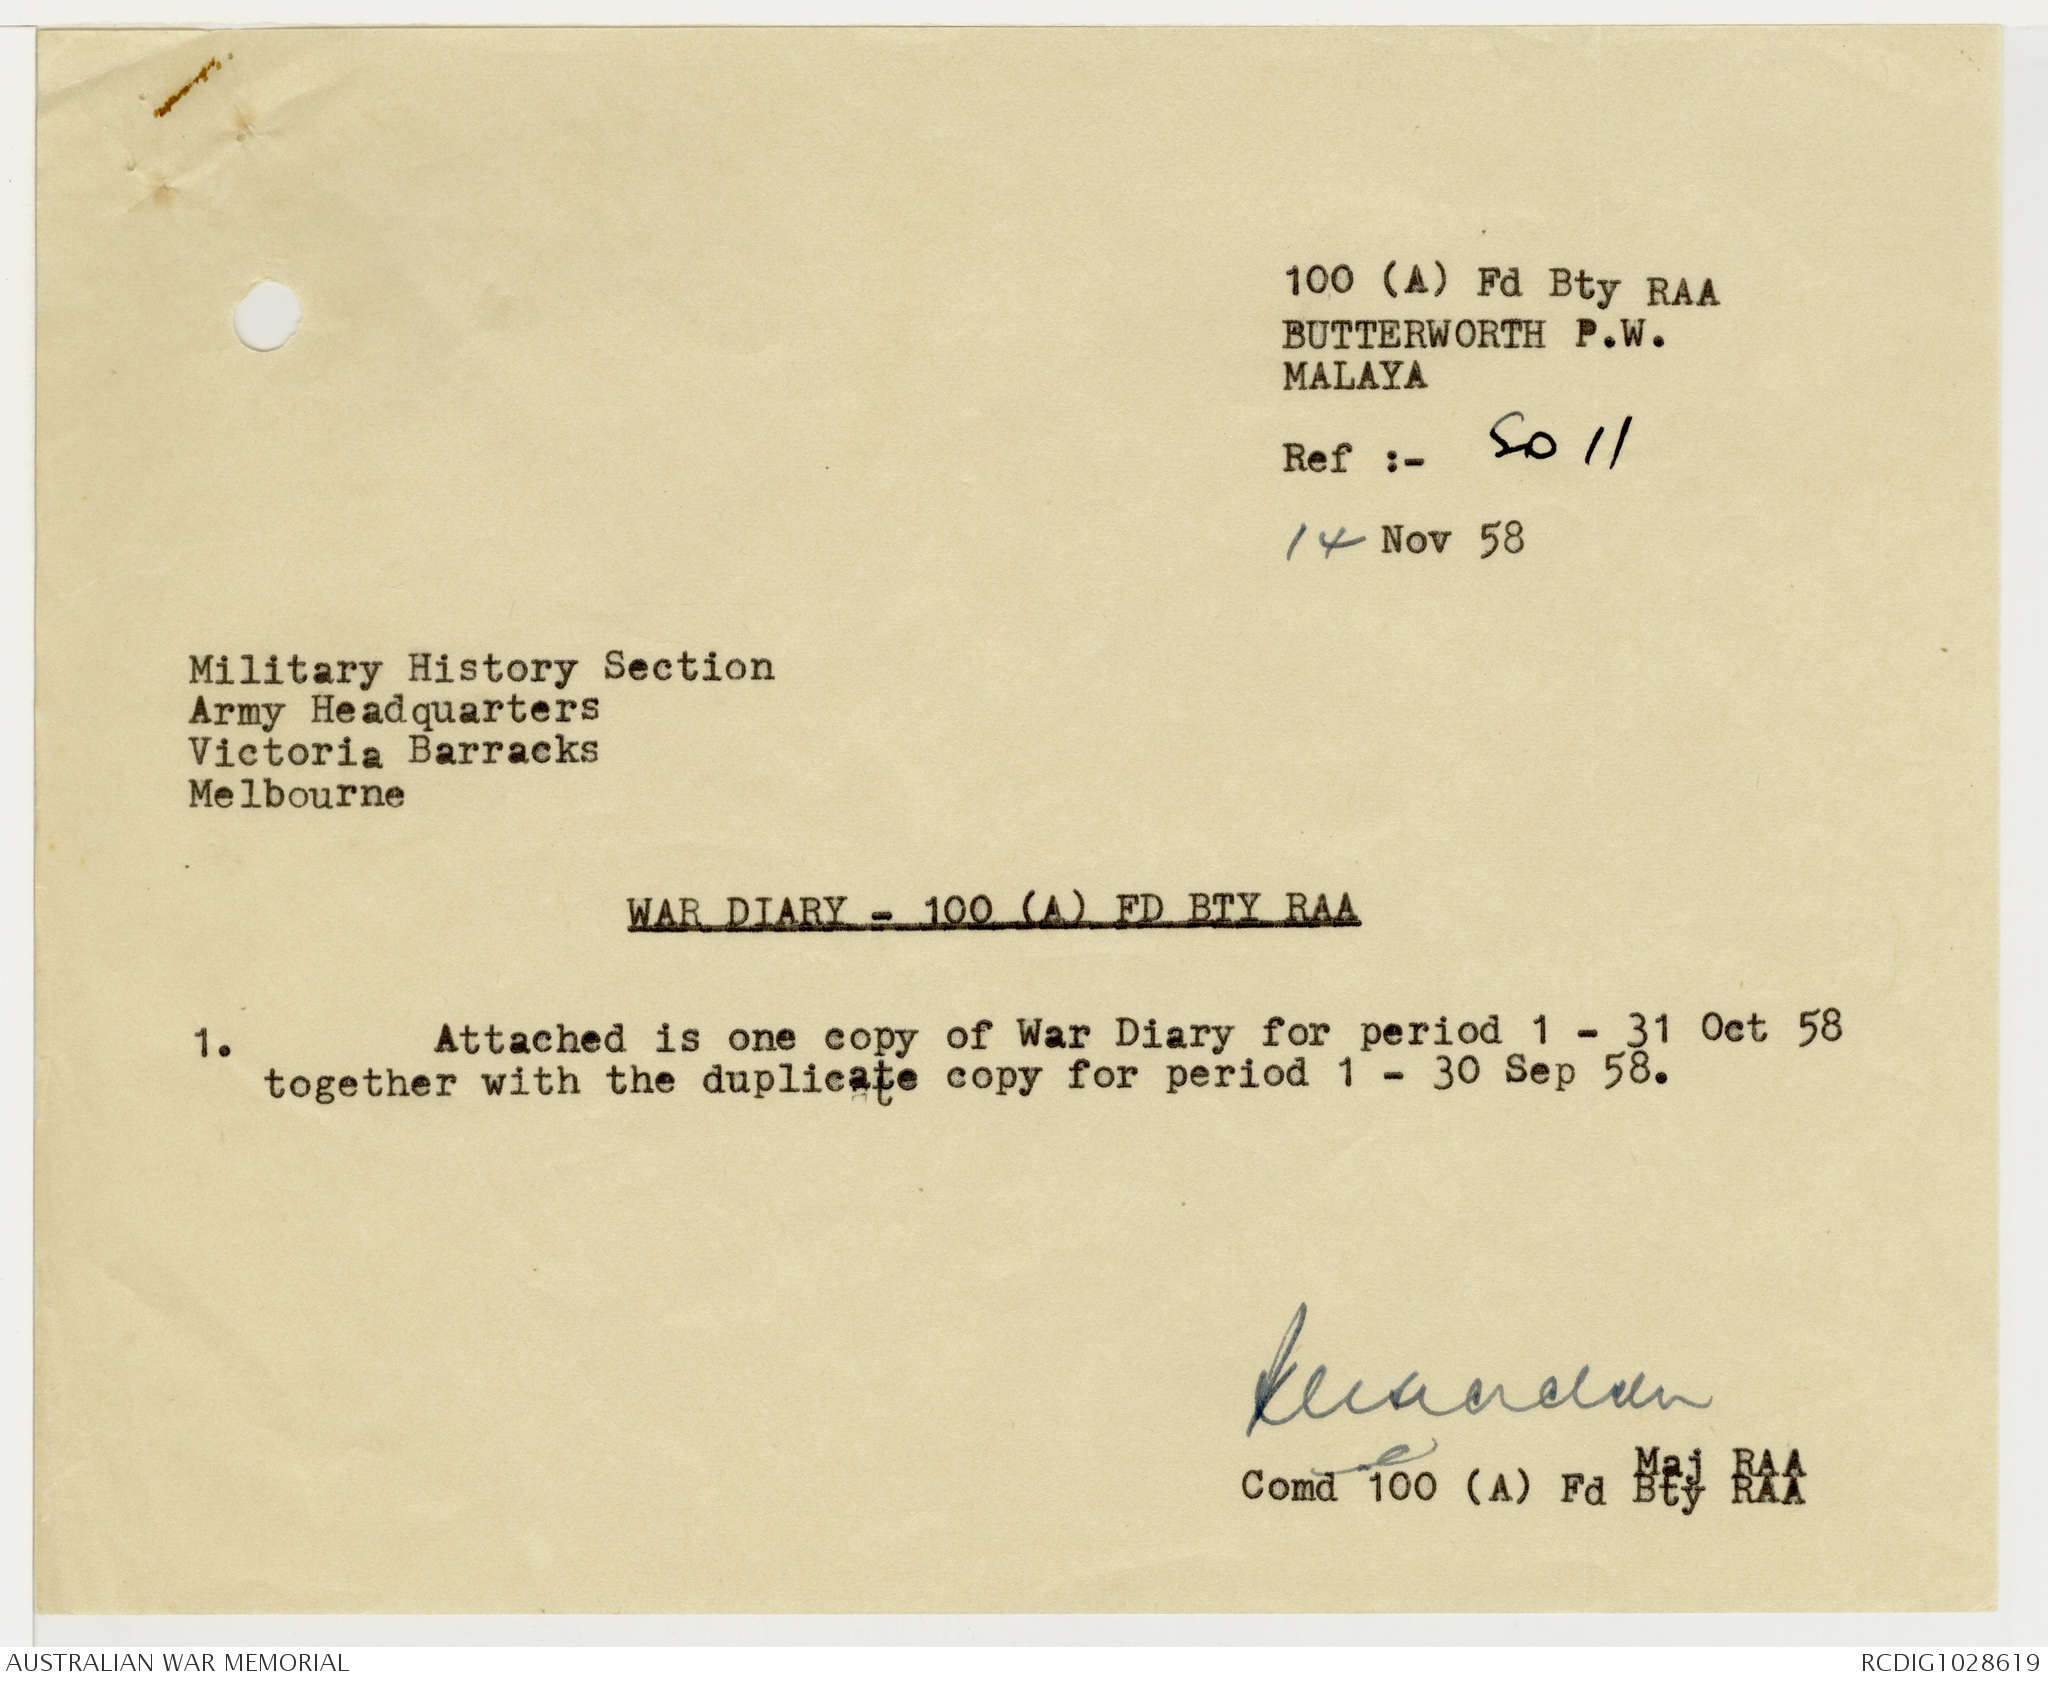 100 (A) Fd Bty RAA
BUTTERWORTH P.W.
MALAYA
Ref :- SO 11
14 Nov 58
Military History Section
Army Headquarters
Victoria Barracks
Melbourne
WAR DIARY - 100 (A) FD BTY RAA
1. Attached is one copy of War Diary for period 1 - 31 Oct 58
together with the duplicate copy for period 1 - 30 Sep 58.
Maj RAA
Comd 100 (A) Fd Bty RAA
AUSTRALIAN WAR MEMORIAL
RCDIG1028619